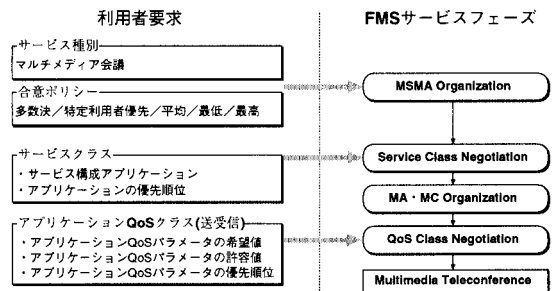 利用者要求
サービス種別
マルチメディア会議
合意ポリシー
多数決／特定利用者優先／平均／最低／最高
サービスクラス
・サービス構成アプリケーション
・アプリケーションの優先順位
アプリケーションQoSクラス(送受信)
・アプリケーションQoSパラメータの希望値
・アプリケーションQoSパラメータの許容値
・アプリケーションQoSパラメータの優先順位
FMSサービスフェーズ
MSMA Organization
Service Class Negotiation
MA・MC Organization
QoS Class Negotiation
Multimedia Teleconference